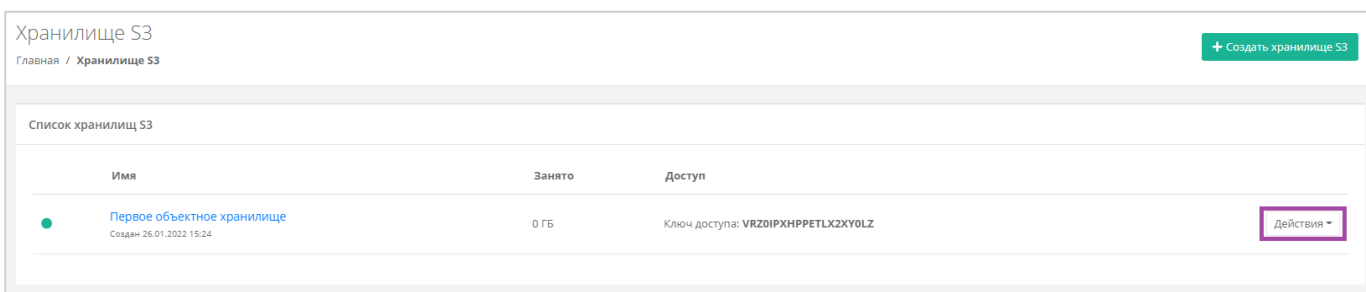 Хранилище S3
+ Создать хранилище S3
Главная / Хранилище S3
Список хранилищ S3
Имя Занято Доступ
Первое объектное хранилище 0 ГБ Ключ доступа: VRZ0IPXHPPETLX2XY0LZ Действия
Создан 26.01.2022 15:24